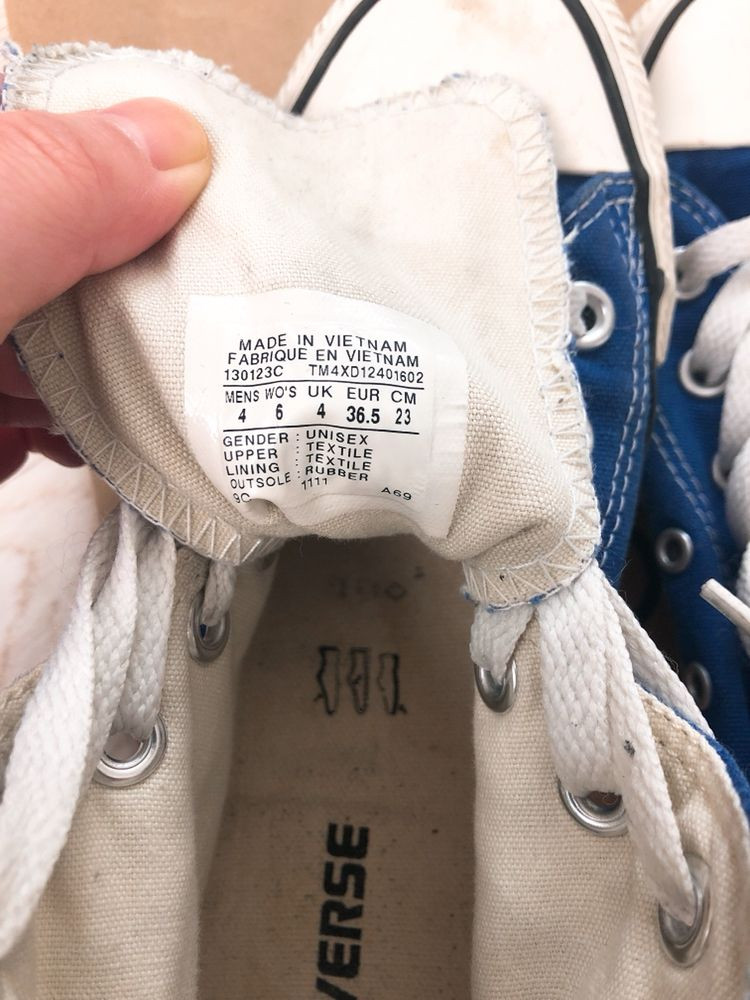 MADE IN VIETNAM
FABRIQUE EN VIETNAM
130123C TM4XD12401602
MENS WO'S UK EUR CM
4 6 4 36.5 23
GENDER : UNISEX
UPPER : TEXTILE
LINING : TEXTILE
OUTSOLE : RUBBER
9C 1111 A69
VERSE